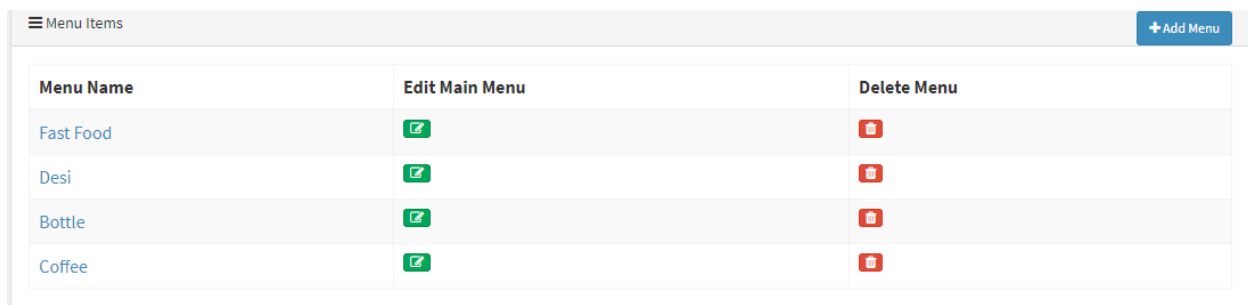 Menu Items
Add Menu
Menu Name Edit Main Menu Delete Menu
Fast Food
Desi
Bottle
Coffee